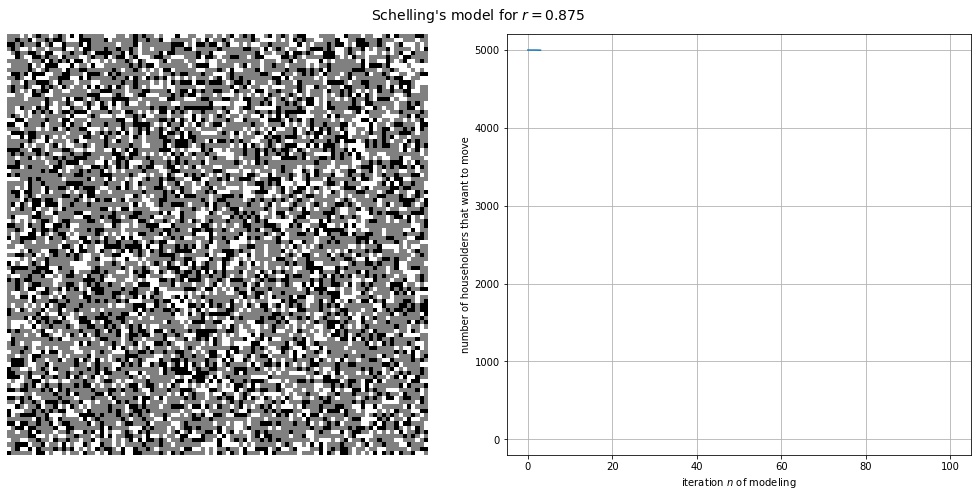 Schelling's model for r = 0.875
5000
4000
3000
2000
1000
0
number of householders that want to move
0 20 40 60 80 100
iteration n of modeling